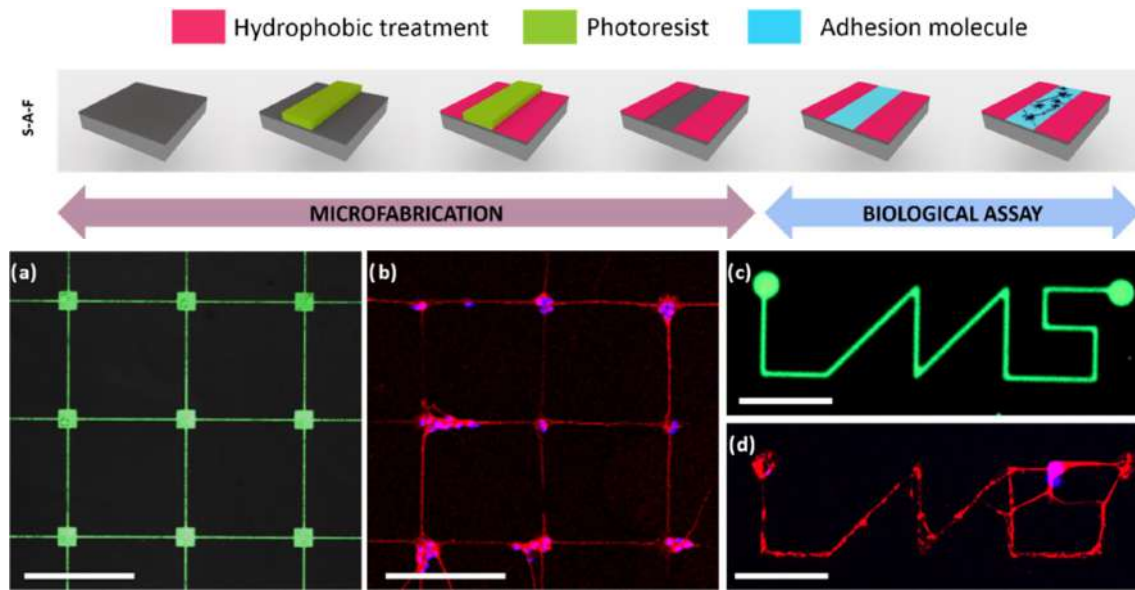 Hydrophobic treatment Photoresist Adhesion molecule
S-A-F
MICROFABRICATION BIOLOGICAL ASSAY
(a) (b) (c)
(d)